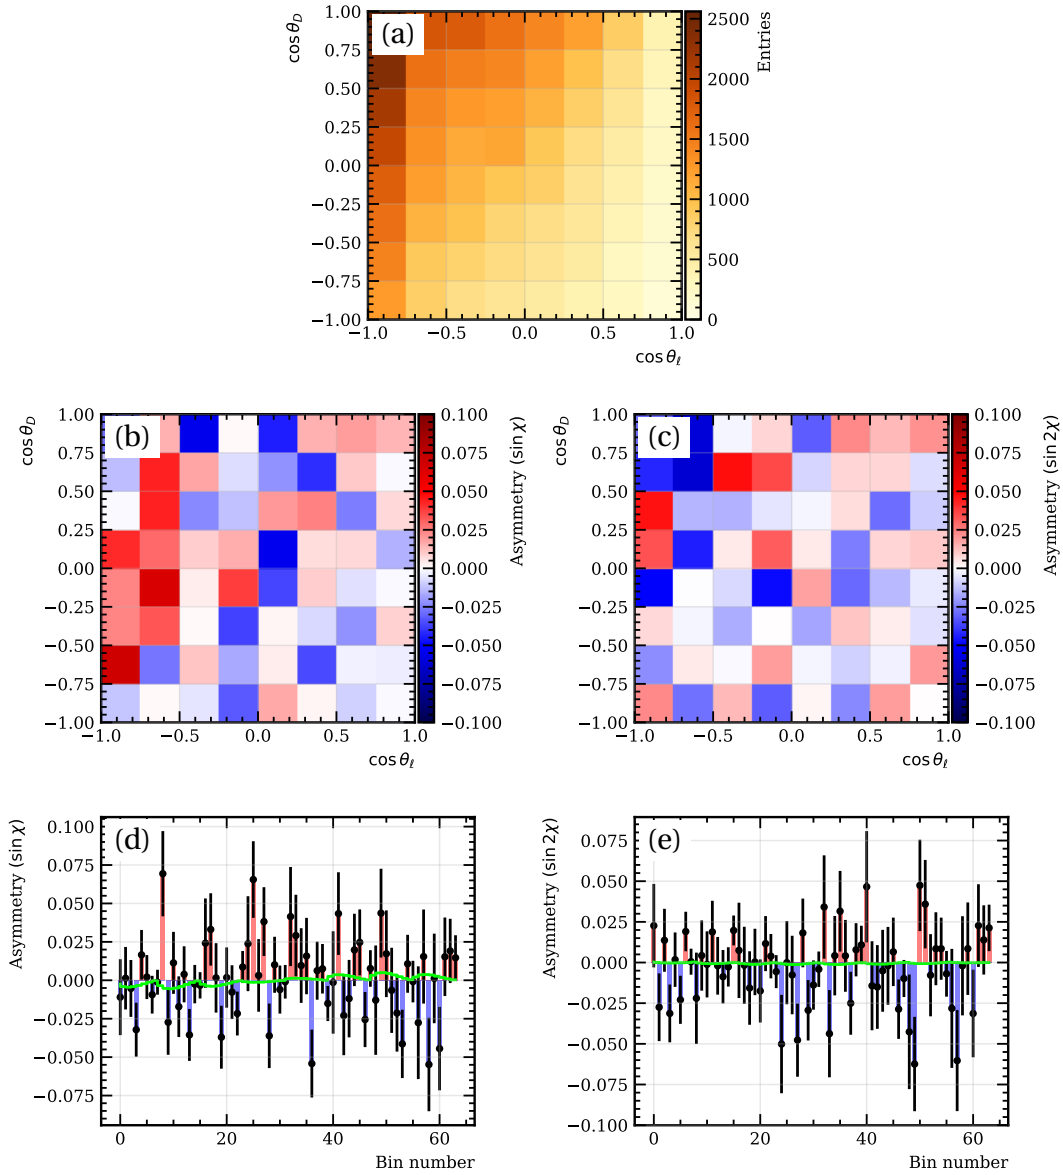 (a)
cos θ_D
1.00
0.75
0.50
0.25
0.00
−0.25
−0.50
−0.75
−1.00
−1.0 −0.5 0.0 0.5 1.0
cos θ_ℓ
2500
2000
1500
1000
500
0
Entries
(b)
cos θ_D
1.00
0.75
0.50
0.25
0.00
−0.25
−0.50
−0.75
−1.00
−1.0 −0.5 0.0 0.5 1.0
cos θ_ℓ
0.100
0.075
0.050
0.025
0.000
−0.025
−0.050
−0.075
−0.100
Asymmetry (sin χ)
(c)
cos θ_D
1.00
0.75
0.50
0.25
0.00
−0.25
−0.50
−0.75
−1.00
−1.0 −0.5 0.0 0.5 1.0
cos θ_ℓ
0.100
0.075
0.050
0.025
0.000
−0.025
−0.050
−0.075
−0.100
Asymmetry (sin 2χ)
(d)
Asymmetry (sin χ)
0.100
0.075
0.050
0.025
0.000
−0.025
−0.050
−0.075
0 20 40 60
Bin number
(e)
Asymmetry (sin 2χ)
0.075
0.050
0.025
0.000
−0.025
−0.050
−0.075
−0.100
0 20 40 60
Bin number